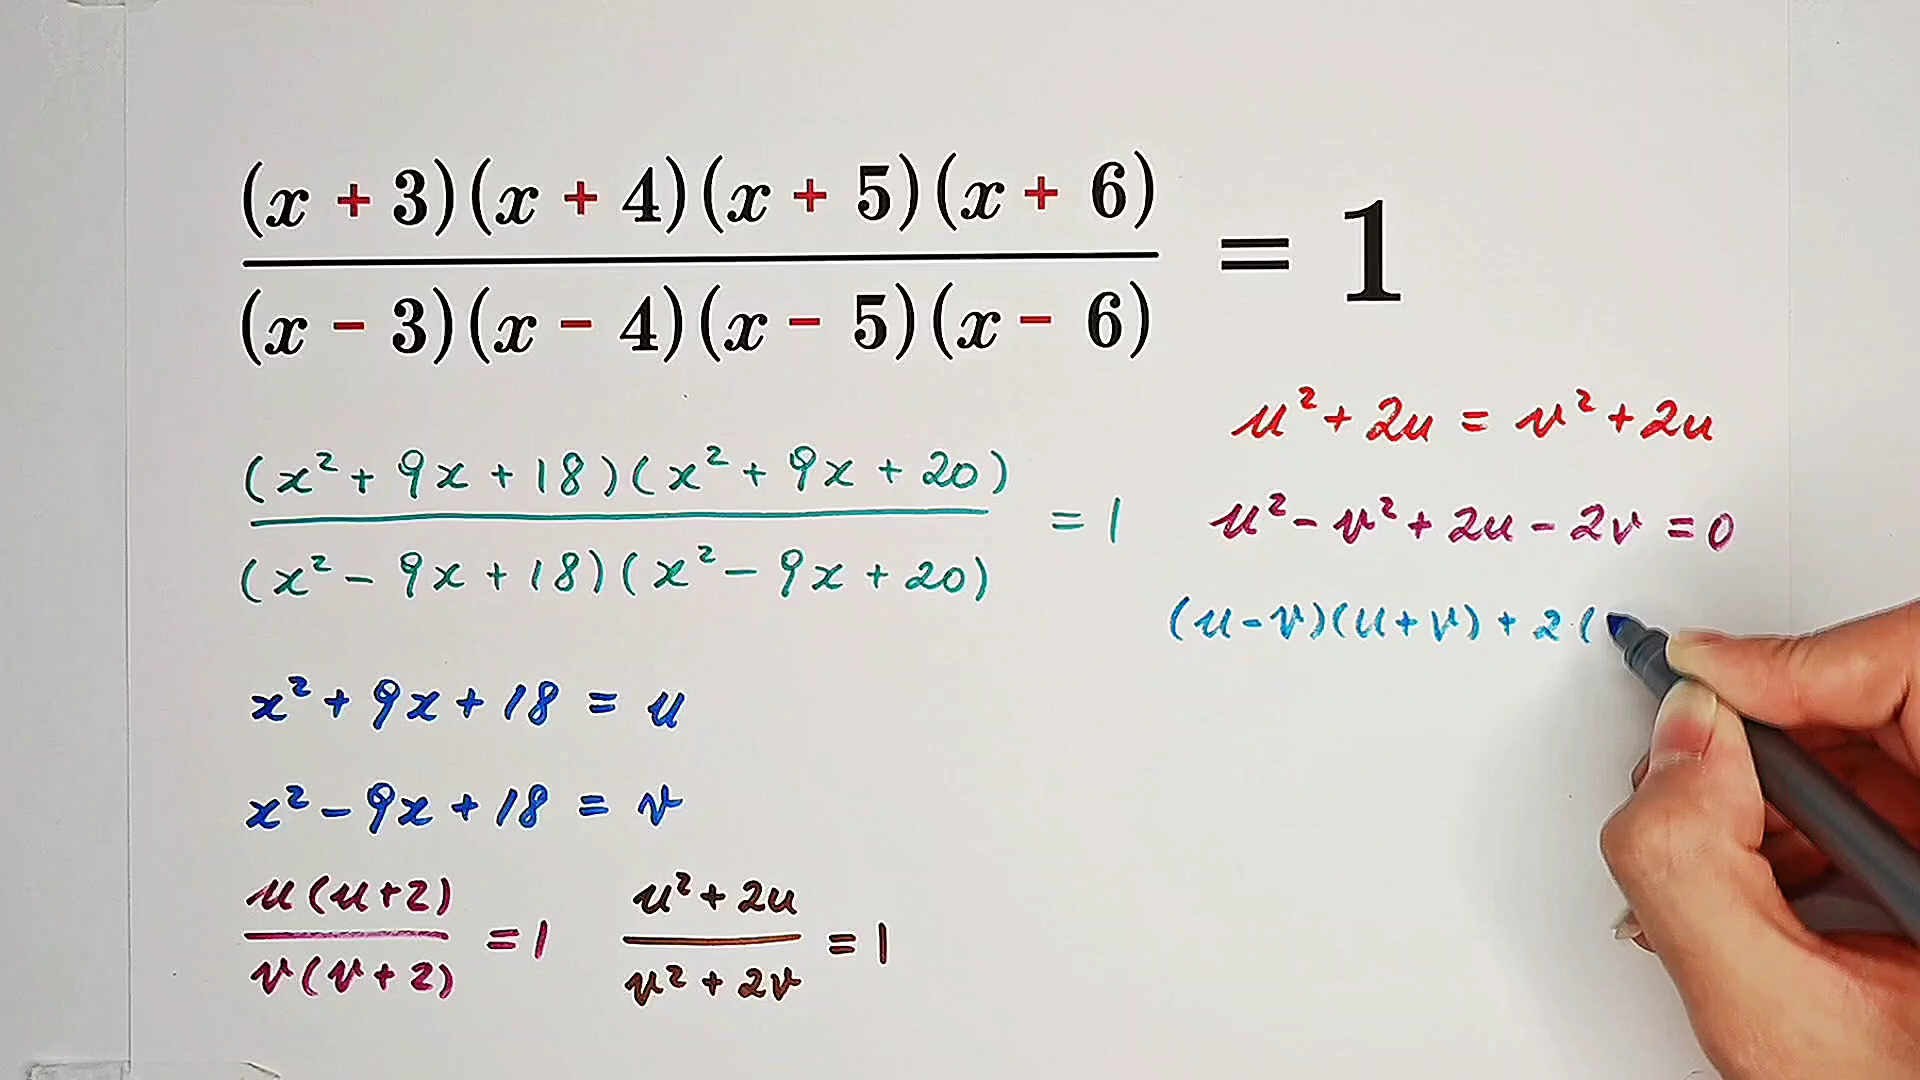 (x + 3)(x + 4)(x + 5)(x + 6)
(x − 3)(x − 4)(x − 5)(x − 6)
= 1
(x² + 9x + 18)(x² + 9x + 20)
(x² − 9x + 18)(x² − 9x + 20)
= 1
x² + 9x + 18 = u
x² − 9x + 18 = v
u(u+2)
v(v+2)
= 1
u² + 2u
v² + 2v
= 1
u² + 2u = v² + 2u
u² − v² + 2u − 2v = 0
(u − v)(u + v) + 2(